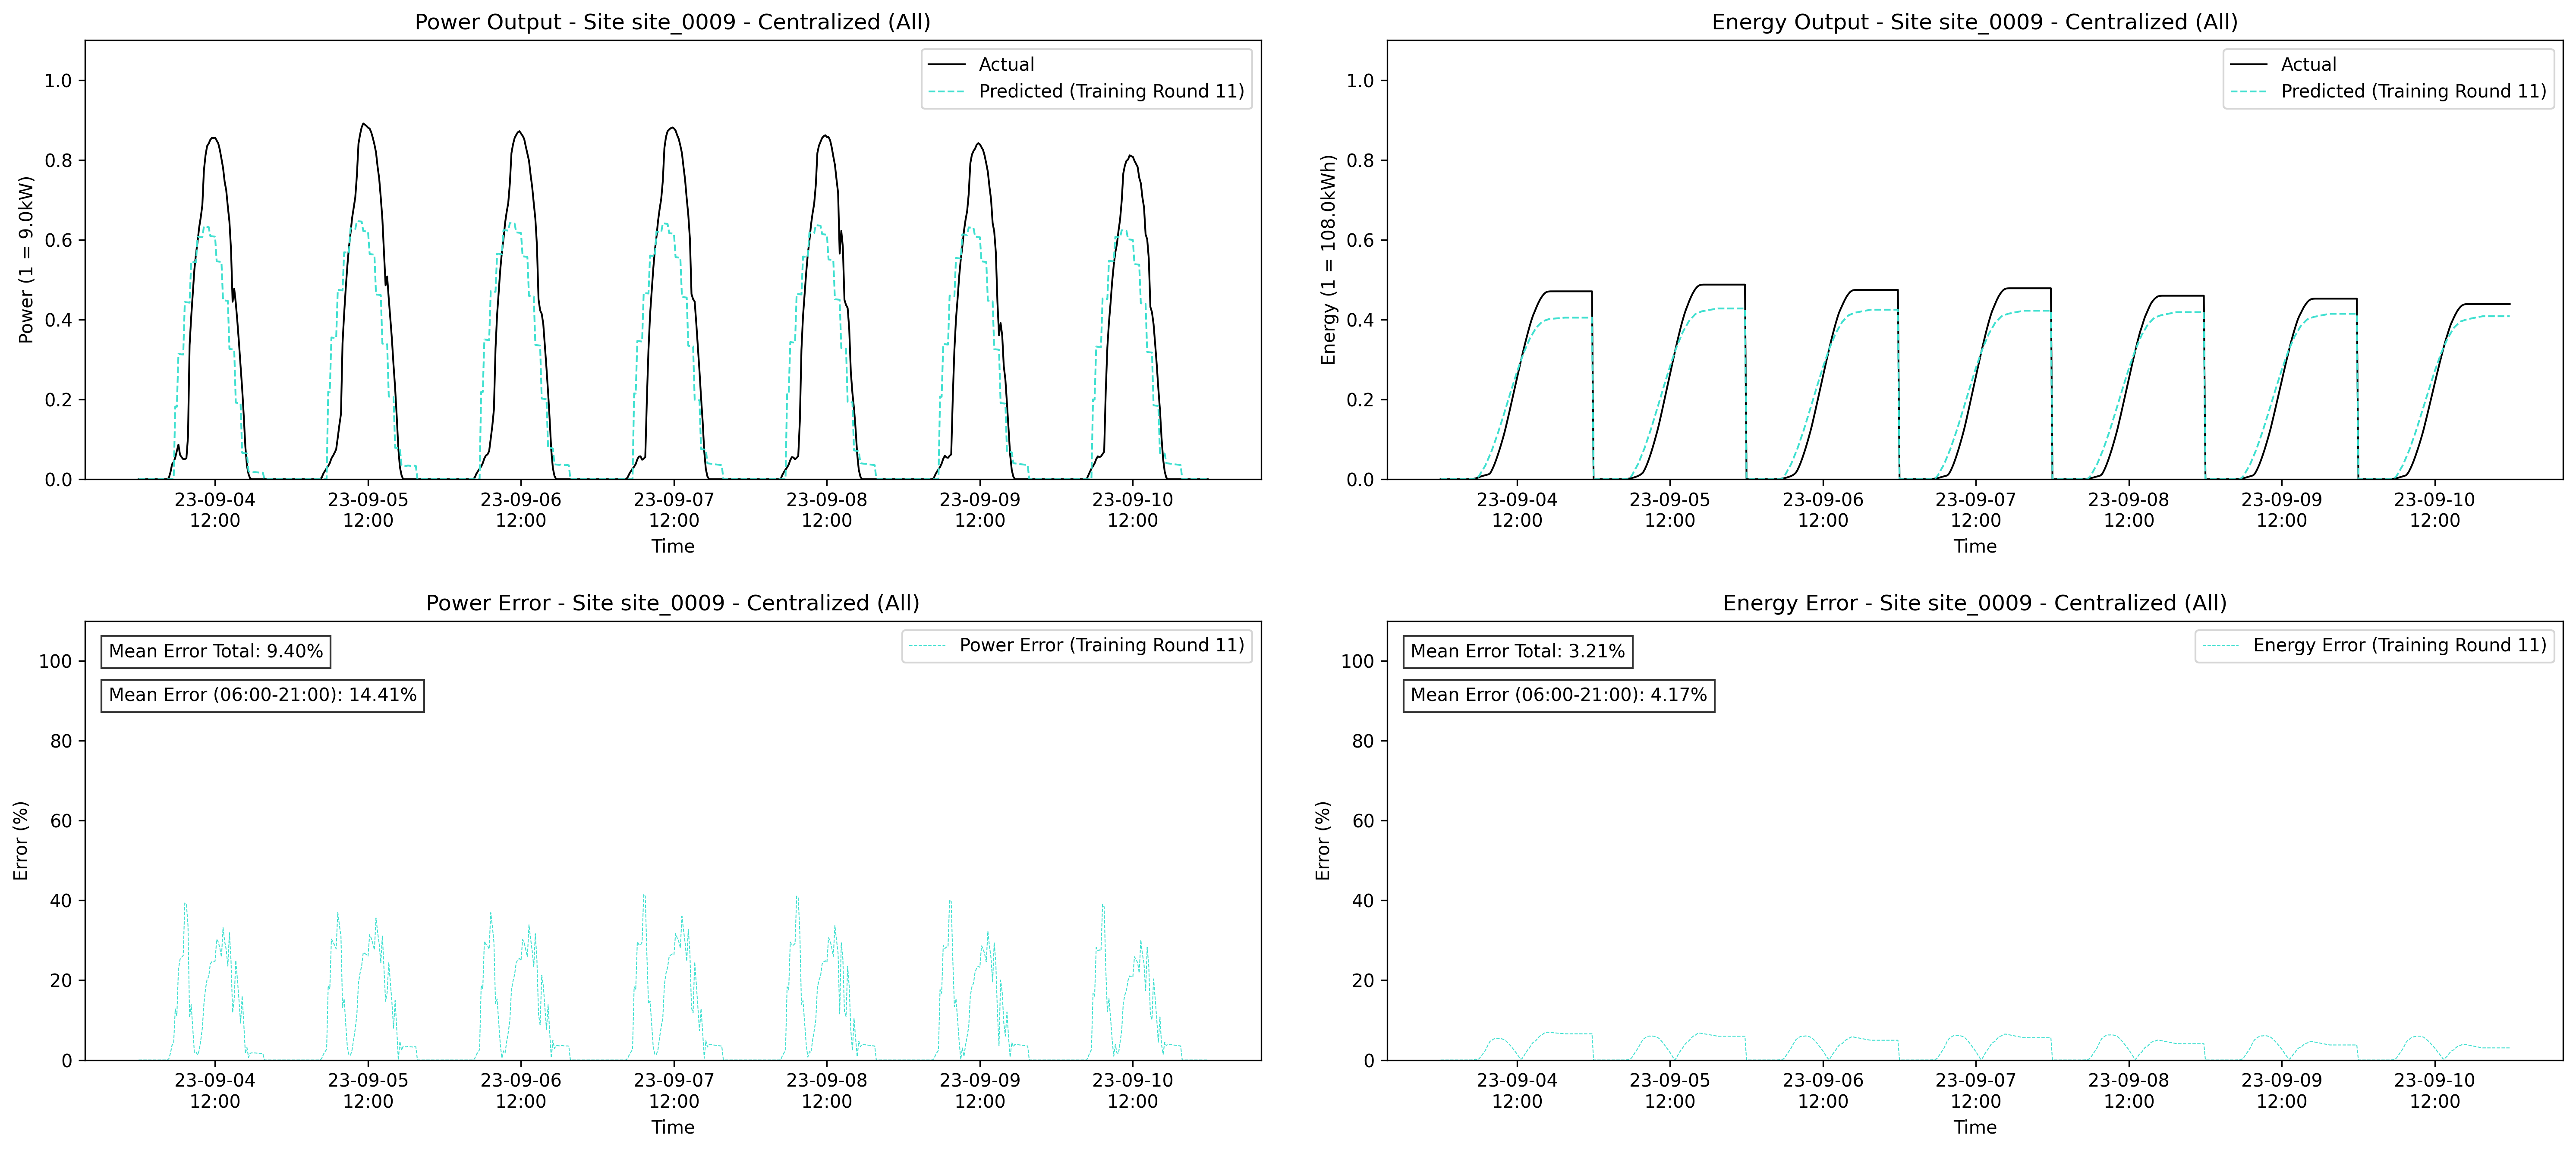 Power Output - Site site_0009 - Centralized (All)
Actual
Predicted (Training Round 11)
Power (1 = 9.0kW)
1.0
0.8
0.6
0.4
0.2
0.0
23-09-04 23-09-05 23-09-06 23-09-07 23-09-08 23-09-09 23-09-10
12:00 12:00 12:00 12:00 12:00 12:00 12:00
Time
Energy Output - Site site_0009 - Centralized (All)
Actual
Predicted (Training Round 11)
Energy (1 = 108.0kWh)
1.0
0.8
0.6
0.4
0.2
0.0
23-09-04 23-09-05 23-09-06 23-09-07 23-09-08 23-09-09 23-09-10
12:00 12:00 12:00 12:00 12:00 12:00 12:00
Time
Power Error - Site site_0009 - Centralized (All)
Mean Error Total: 9.40%
Mean Error (06:00-21:00): 14.41%
Power Error (Training Round 11)
Error (%)
100
80
60
40
20
0
23-09-04 23-09-05 23-09-06 23-09-07 23-09-08 23-09-09 23-09-10
12:00 12:00 12:00 12:00 12:00 12:00 12:00
Time
Energy Error - Site site_0009 - Centralized (All)
Mean Error Total: 3.21%
Mean Error (06:00-21:00): 4.17%
Energy Error (Training Round 11)
Error (%)
100
80
60
40
20
0
23-09-04 23-09-05 23-09-06 23-09-07 23-09-08 23-09-09 23-09-10
12:00 12:00 12:00 12:00 12:00 12:00 12:00
Time